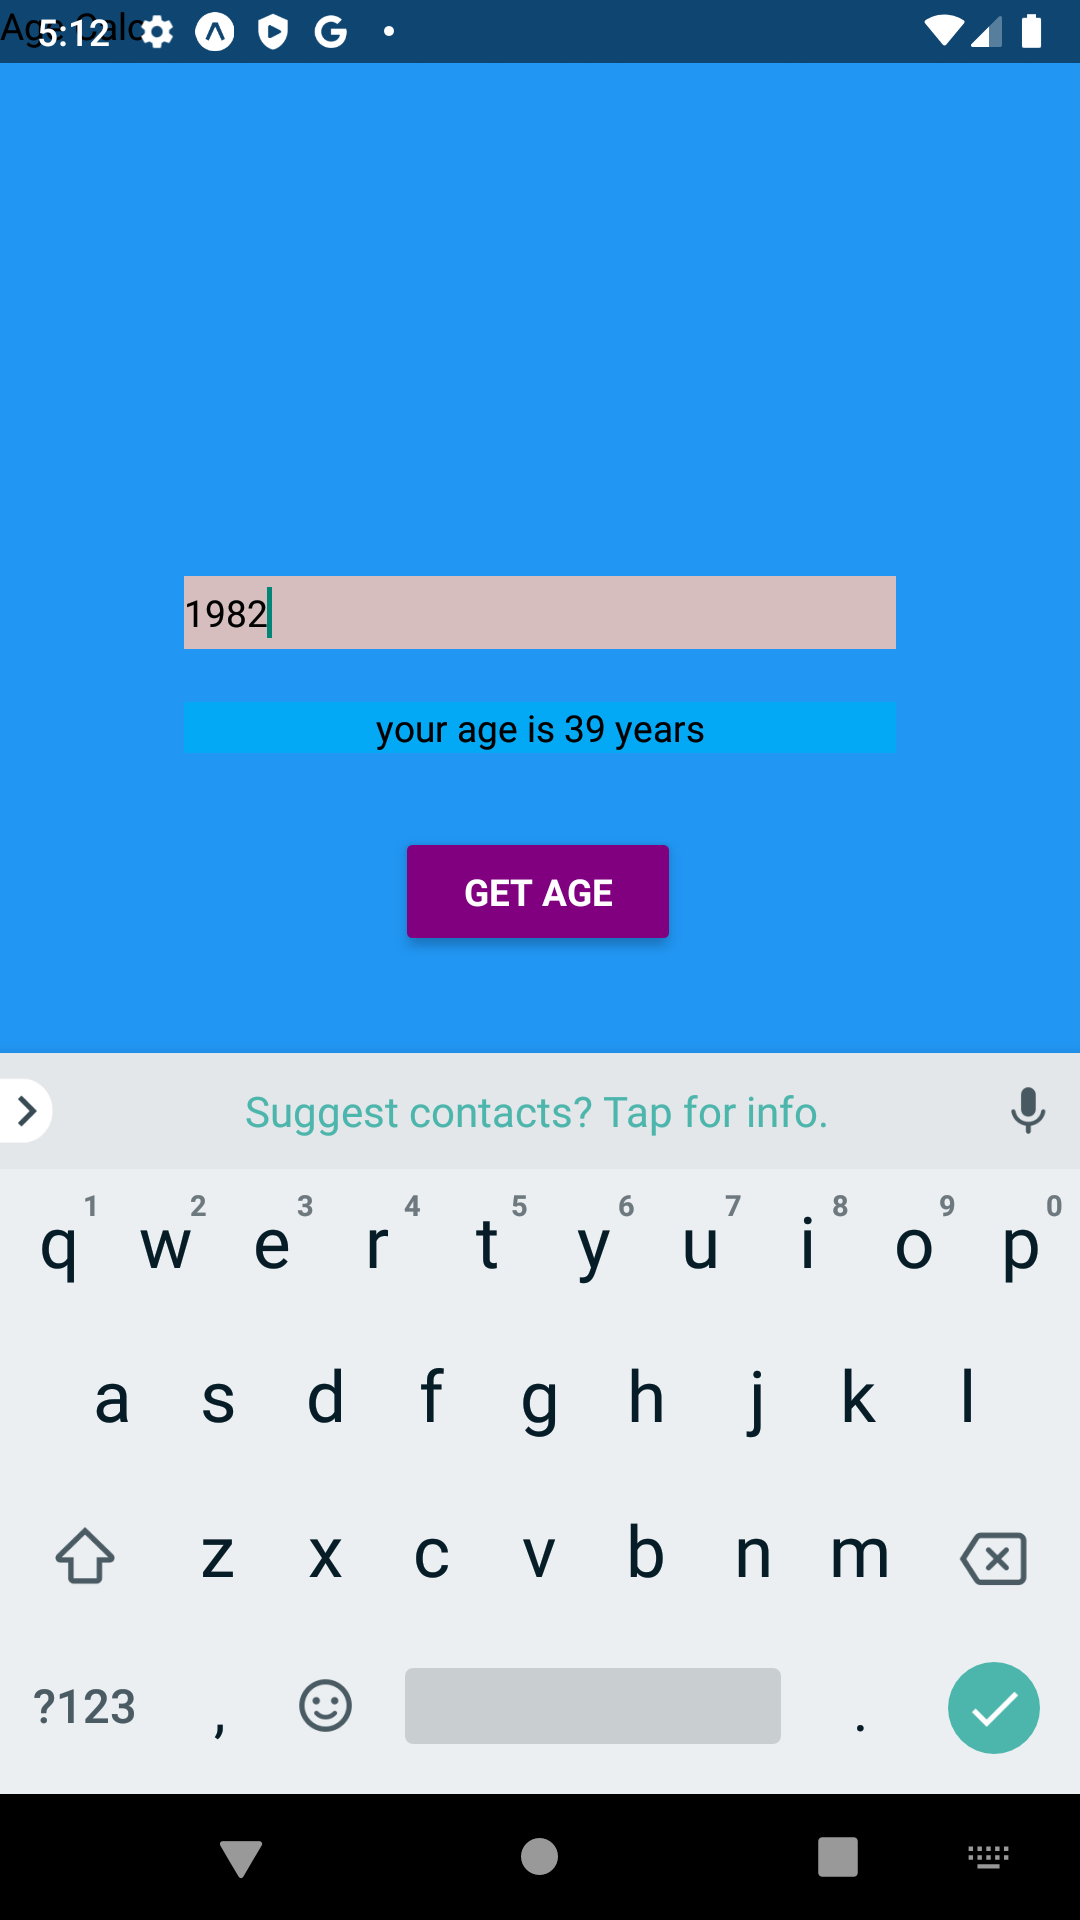 Age Calc
5:12
1982
your age is 39 years
GET AGE
Suggest contacts? Tap for info.
1 2 3 4 5 6 7 8 9 0
q w e r t y u i o p
a s d f g h j k l
z x c v b n m
?123 , .